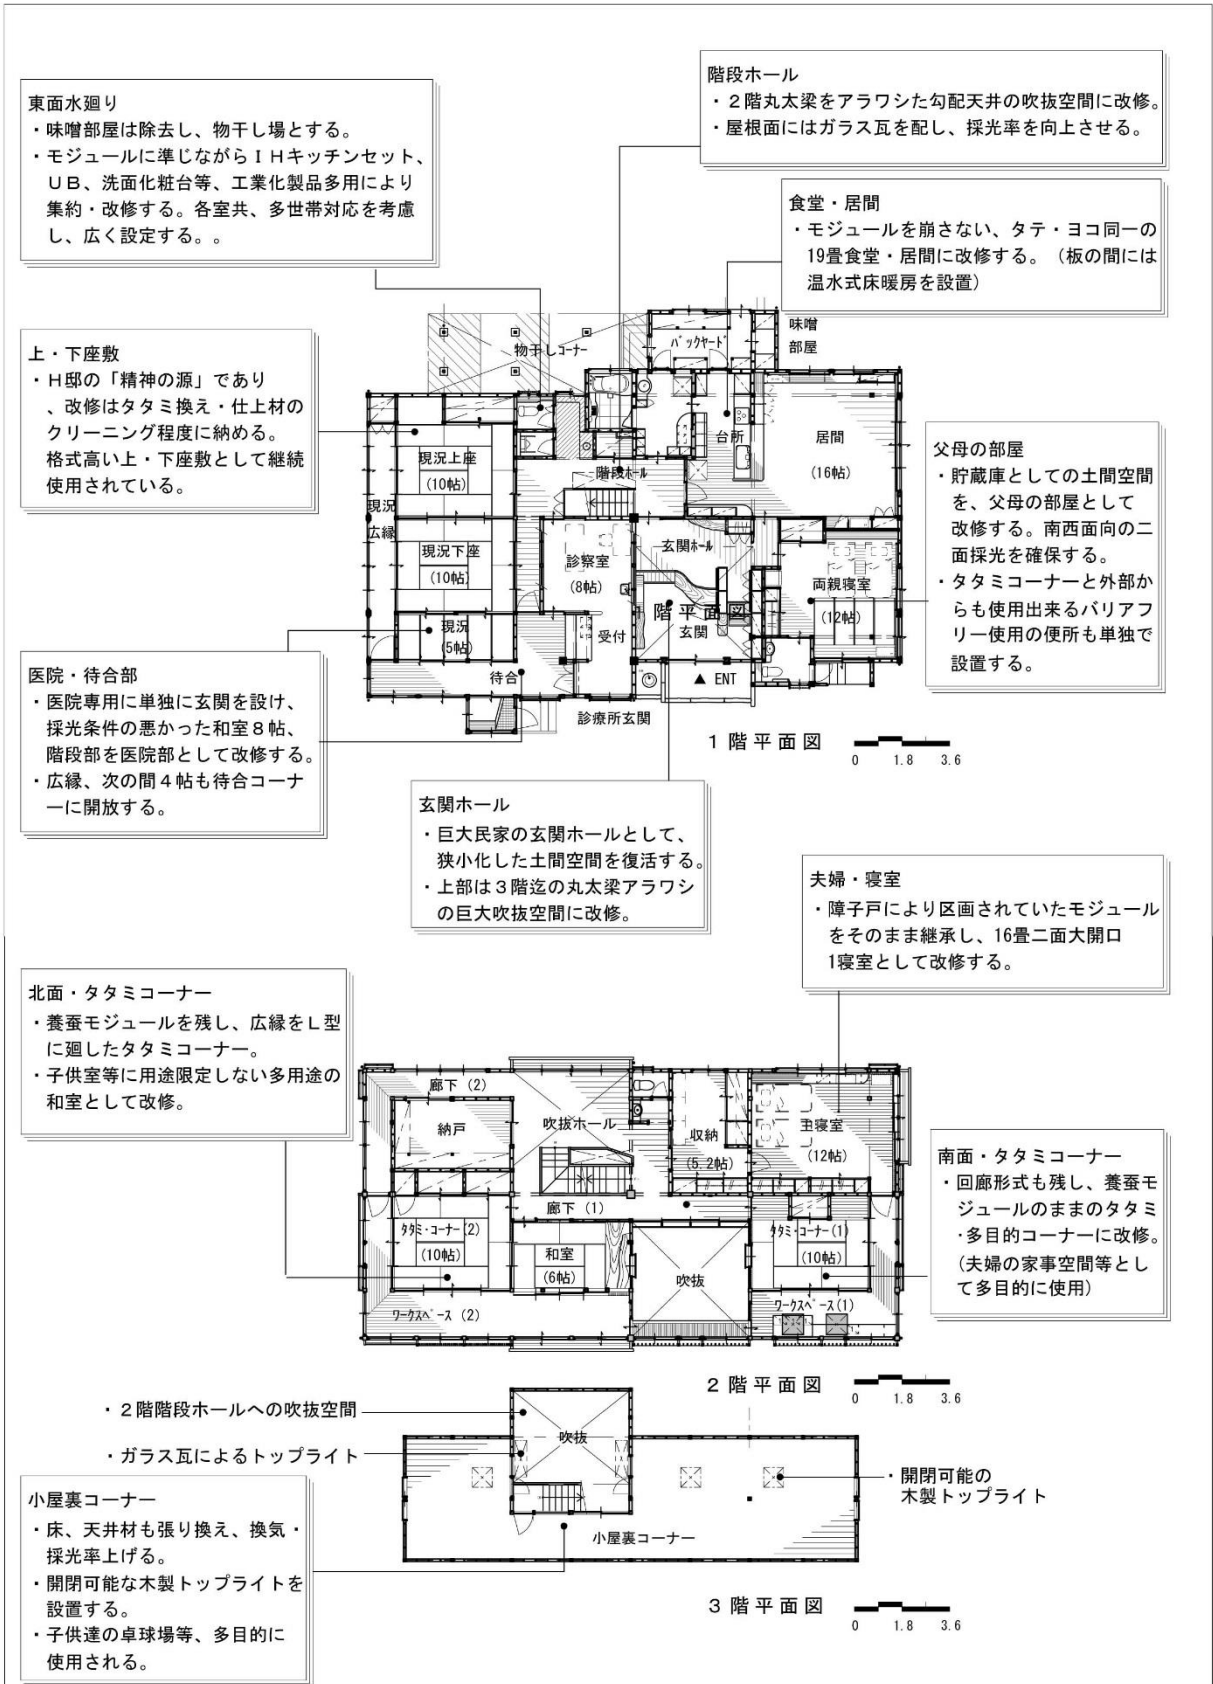 東面水廻り
・味噌部屋は除去し、物干し場とする。
・モジュールに準じながらＩＨキッチンセット、
ＵＢ、洗面化粧台等、工業化製品多用により
集約・改修する。各室共、多世帯対応を考慮
し、広く設定する。。
階段ホール
・２階丸太梁をアラワシた勾配天井の吹抜空間に改修。
・屋根面にはガラス瓦を配し、採光率を向上させる。
食堂・居間
・モジュールを崩さない、タテ・ヨコ同一の
19畳食堂・居間に改修する。（板の間には
温水式床暖房を設置）
上・下座敷
・Ｈ邸の「精神の源」であり
、改修はタタミ換え・仕上材の
クリーニング程度に納める。
格式高い上・下座敷として継続
使用されている。
父母の部屋
・貯蔵庫としての土間空間
を、父母の部屋として
改修する。南西面向の二
面採光を確保する。
・タタミコーナーと外部か
らも使用出来るバリアフ
リー使用の便所も単独で
設置する。
医院・待合部
・医院専用に単独に玄関を設け、
採光条件の悪かった和室８帖、
階段部を医院部として改修する。
・広縁、次の間４帖も待合コーナ
ーに開放する。
物干しコーナー
バックヤード
味噌
部屋
現況上座
(10帖)
階段ホール
台所
居間
(16帖)
現況
広縁
現況下座
(10帖)
診察室
(8帖)
玄関ホール
両親寝室
(12帖)
階平面図
現況
(5帖)
受付
玄関
待合
▲ ENT
診療所玄関
１階平面図
0 1.8 3.6
玄関ホール
・巨大民家の玄関ホールとして、
狭小化した土間空間を復活する。
・上部は３階迄の丸太梁アラワシ
の巨大吹抜空間に改修。
夫婦・寝室
・障子戸により区画されていたモジュール
をそのまま継承し、16畳二面大開口
1寝室として改修する。
北面・タタミコーナー
・養蚕モジュールを残し、広縁をＬ型
に廻したタタミコーナー。
・子供室等に用途限定しない多用途の
和室として改修。
南面・タタミコーナー
・回廊形式も残し、養蚕モ
ジュールのままのタタミ
・多目的コーナーに改修。
（夫婦の家事空間等とし
て多目的に使用）
廊下（2）
納戸
吹抜ホール
収納
(5.2帖)
主寝室
(12帖)
廊下（1）
タタミ・コーナー(2)
(10帖)
和室
(6帖)
吹抜
タタミ・コーナー(1)
(10帖)
ワークスペース（2）
ワークスペース(1)
２階平面図
0 1.8 3.6
・２階階段ホールへの吹抜空間
・ガラス瓦によるトップライト
吹抜
・開閉可能の
木製トップライト
小屋裏コーナー
３階平面図
0 1.8 3.6
小屋裏コーナー
・床、天井材も張り換え、換気・
採光率上げる。
・開閉可能な木製トップライトを
設置する。
・子供達の卓球場等、多目的に
使用される。